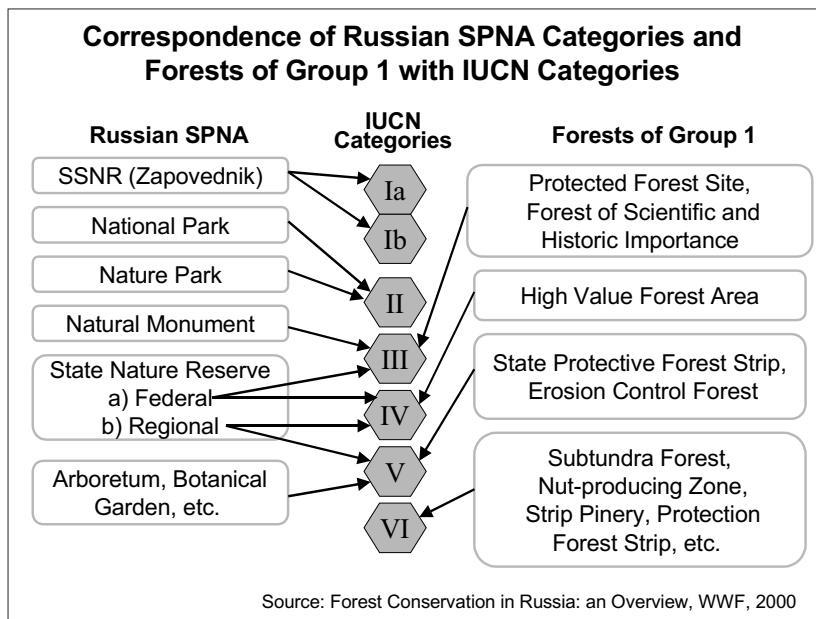 Correspondence of Russian SPNA Categories and
Forests of Group 1 with IUCN Categories
Russian SPNA
IUCN
Categories
Forests of Group 1
SSNR (Zapovednik)
National Park
Nature Park
Natural Monument
State Nature Reserve
a) Federal
b) Regional
Arboretum, Botanical
Garden, etc.
Ia
Ib
II
III
IV
V
VI
Protected Forest Site,
Forest of Scientific and
Historic Importance
High Value Forest Area
State Protective Forest Strip,
Erosion Control Forest
Subtundra Forest,
Nut-producing Zone,
Strip Pinery, Protection
Forest Strip, etc.
Source: Forest Conservation in Russia: an Overview, WWF, 2000